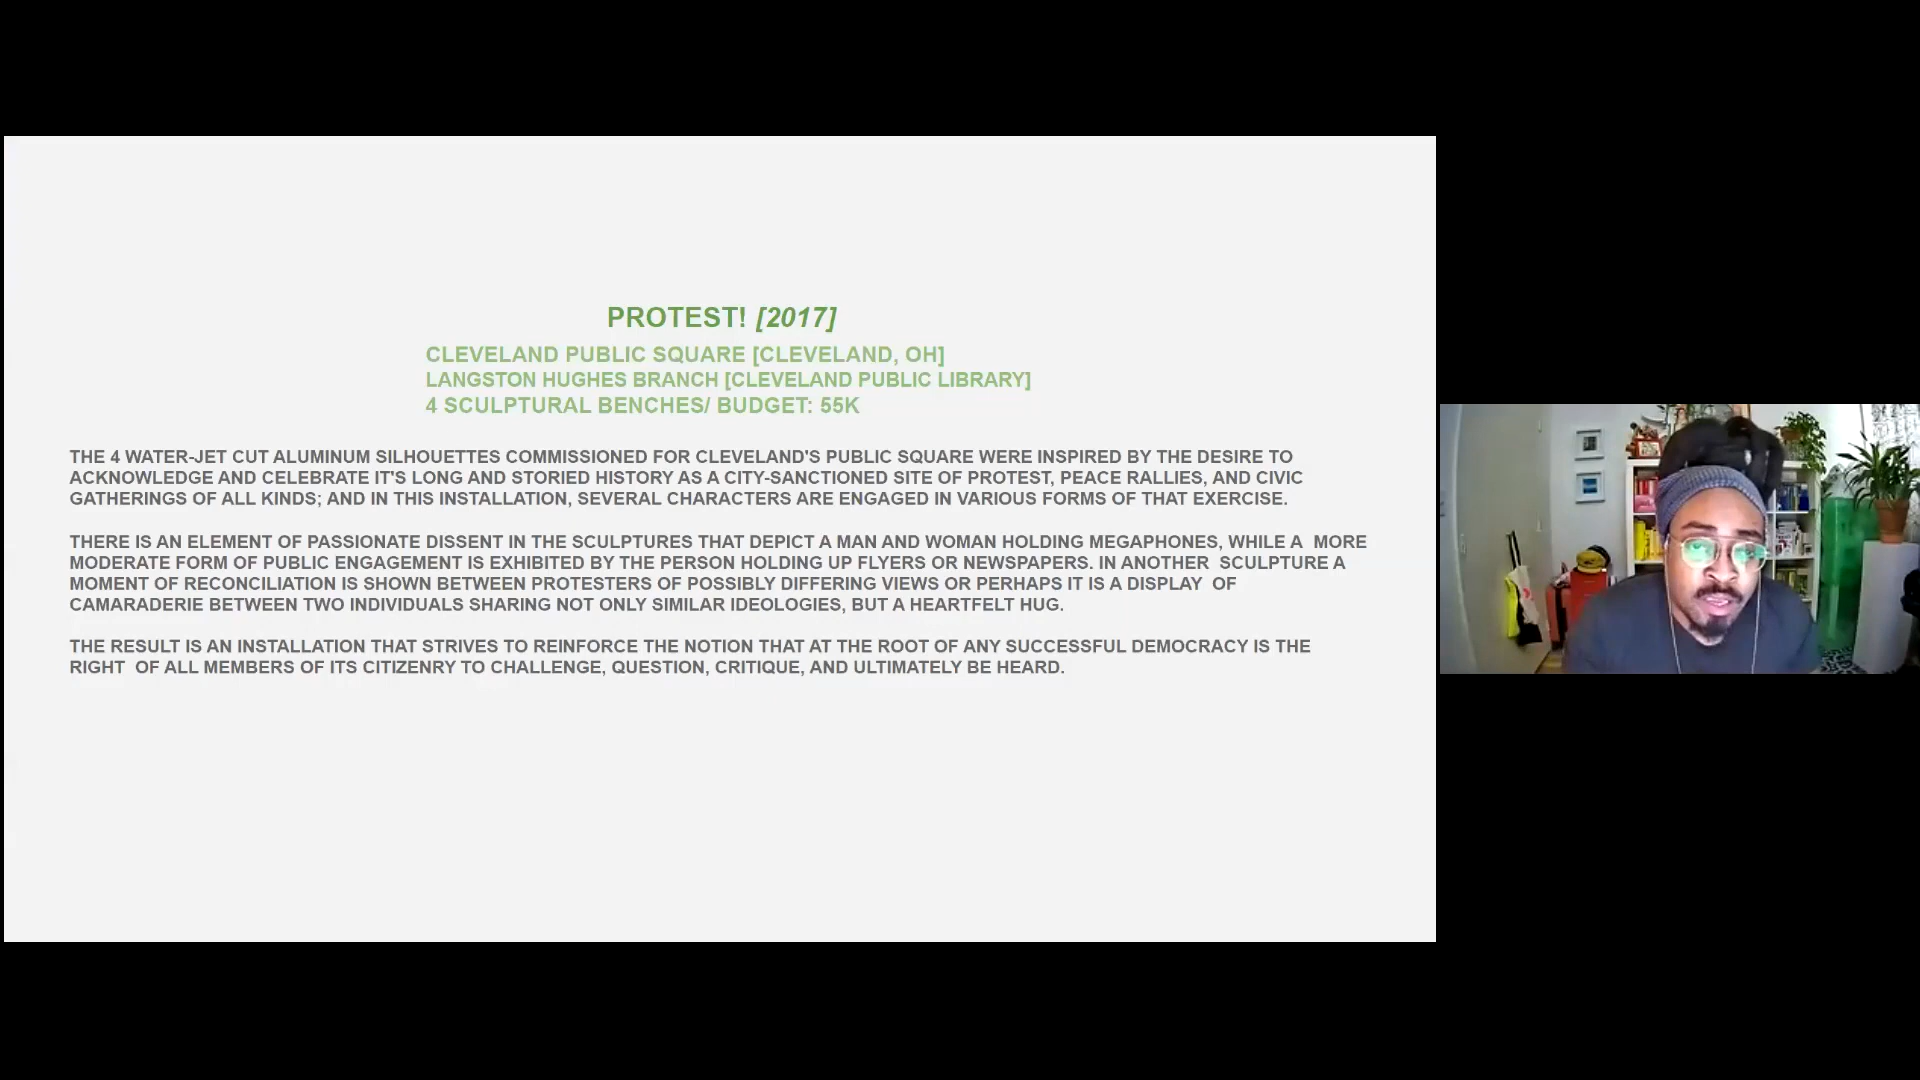 PROTEST! [2017]
CLEVELAND PUBLIC SQUARE [CLEVELAND, OH]
LANGSTON HUGHES BRANCH [CLEVELAND PUBLIC LIBRARY]
4 SCULPTURAL BENCHES/ BUDGET: 55K
THE 4 WATER-JET CUT ALUMINUM SILHOUETTES COMMISSIONED FOR CLEVELAND'S PUBLIC SQUARE WERE INSPIRED BY THE DESIRE TO
ACKNOWLEDGE AND CELEBRATE IT'S LONG AND STORIED HISTORY AS A CITY-SANCTIONED SITE OF PROTEST, PEACE RALLIES, AND CIVIC
GATHERINGS OF ALL KINDS; AND IN THIS INSTALLATION, SEVERAL CHARACTERS ARE ENGAGED IN VARIOUS FORMS OF THAT EXERCISE.
THERE IS AN ELEMENT OF PASSIONATE DISSENT IN THE SCULPTURES THAT DEPICT A MAN AND WOMAN HOLDING MEGAPHONES, WHILE A MORE
MODERATE FORM OF PUBLIC ENGAGEMENT IS EXHIBITED BY THE PERSON HOLDING UP FLYERS OR NEWSPAPERS. IN ANOTHER SCULPTURE A
MOMENT OF RECONCILIATION IS SHOWN BETWEEN PROTESTERS OF POSSIBLY DIFFERING VIEWS OR PERHAPS IT IS A DISPLAY OF
CAMARADERIE BETWEEN TWO INDIVIDUALS SHARING NOT ONLY SIMILAR IDEOLOGIES, BUT A HEARTFELT HUG.
THE RESULT IS AN INSTALLATION THAT STRIVES TO REINFORCE THE NOTION THAT AT THE ROOT OF ANY SUCCESSFUL DEMOCRACY IS THE
RIGHT OF ALL MEMBERS OF ITS CITIZENRY TO CHALLENGE, QUESTION, CRITIQUE, AND ULTIMATELY BE HEARD.